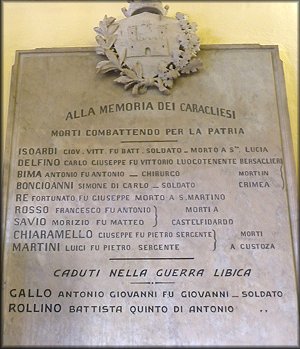 ALLA MEMORIA DEI CARAGLIESI
MORTI COMBATTENDO PER LA PATRIA
ISOARDI GIOV. VITT. FU BATT. SOLDATO – MORTO A S.TA LUCIA
DELFINO CARLO GIUSEPPE FU VITTORIO LUOGOTENENTE BERSAGLIERI
BIMA ANTONIO FU ANTONIO – CHIRURGO MORTI IN
BONGIOANNI SIMONE DI CARLO – SOLDATO CRIMEA
RE FORTUNATO FU GIUSEPPE MORTO A S. MARTINO
ROSSO FRANCESCO FU ANTONIO MORTI A
SAVIO MORIZIO FU MATTEO CASTELFIDARDO
CHIARAMELLO GIUSEPPE FU PIETRO SERGENTE MORTI
MARTINI LUIGI FU PIETRO SERGENTE A CUSTOZA
CADUTI NELLA GUERRA LIBICA
GALLO ANTONIO GIOVANNI FU GIOVANNI – SOLDATO
ROLLINO BATTISTA QUINTO DI ANTONIO ,,